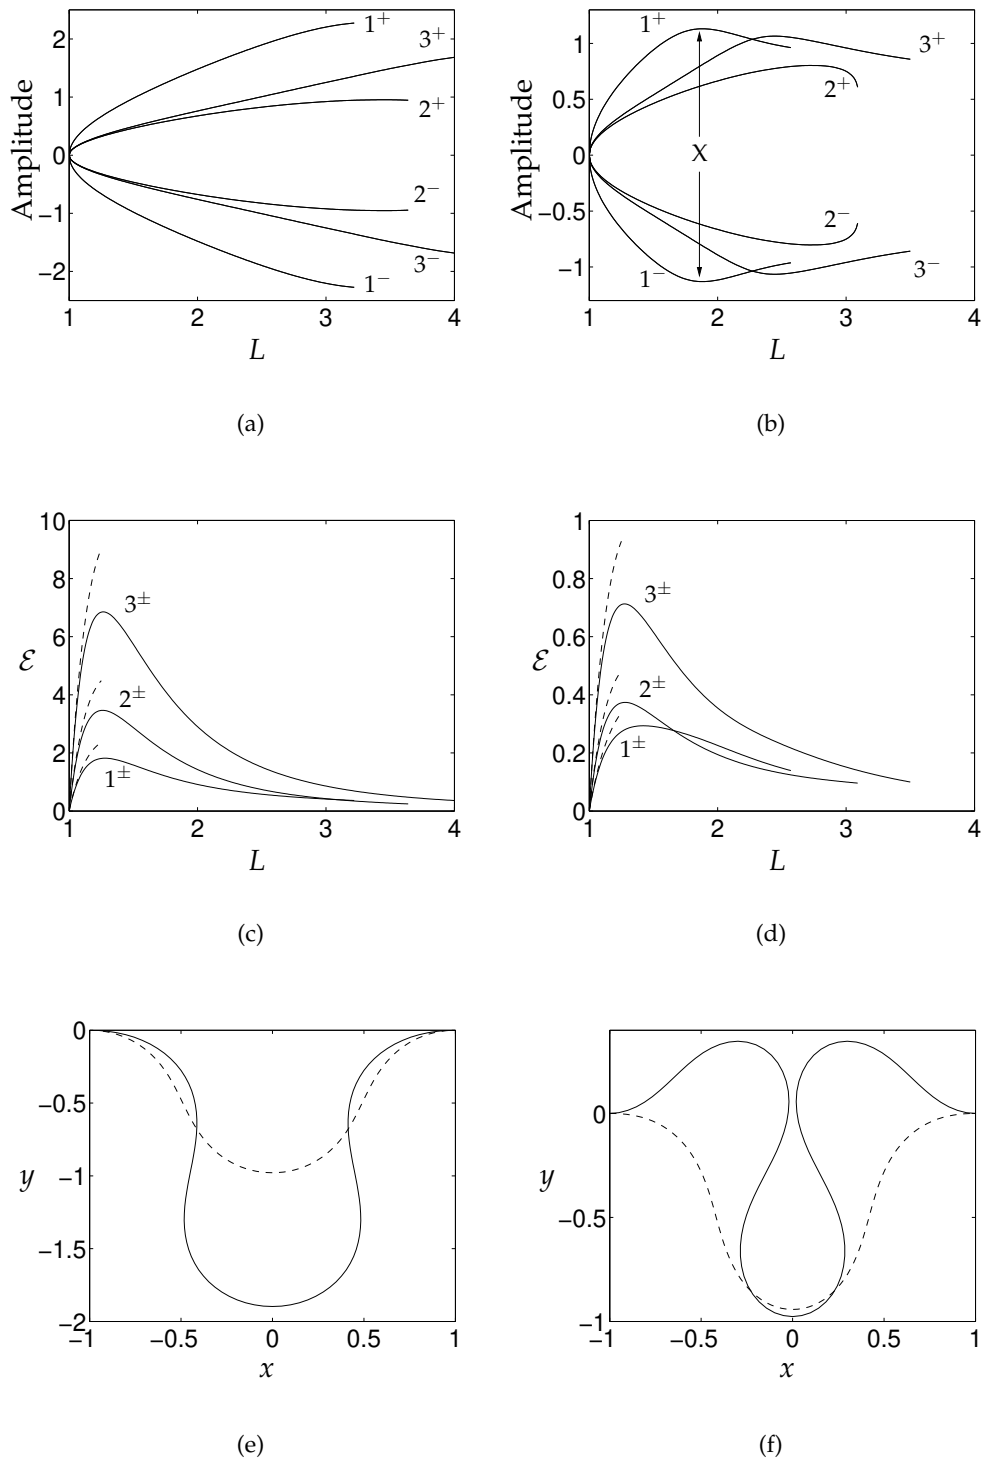 2
1
0
−1
−2
Amplitude
1⁺
3⁺
2⁺
2⁻
3⁻
1⁻
1 2 3 4
L
(a)
1
0.5
0
−0.5
−1
Amplitude
1⁺
3⁺
2⁺
X
2⁻
1⁻
3⁻
1 2 3 4
L
(b)
10
8
6
4
2
0
ℰ
3±
2±
1±
1 2 3 4
L
(c)
1
0.8
0.6
0.4
0.2
0
ℰ
3±
2±
1±
1 2 3 4
L
(d)
0
−0.5
−1
−1.5
−2
y
−1 −0.5 0 0.5 1
x
(e)
0
−0.5
−1
y
−1 −0.5 0 0.5 1
x
(f)